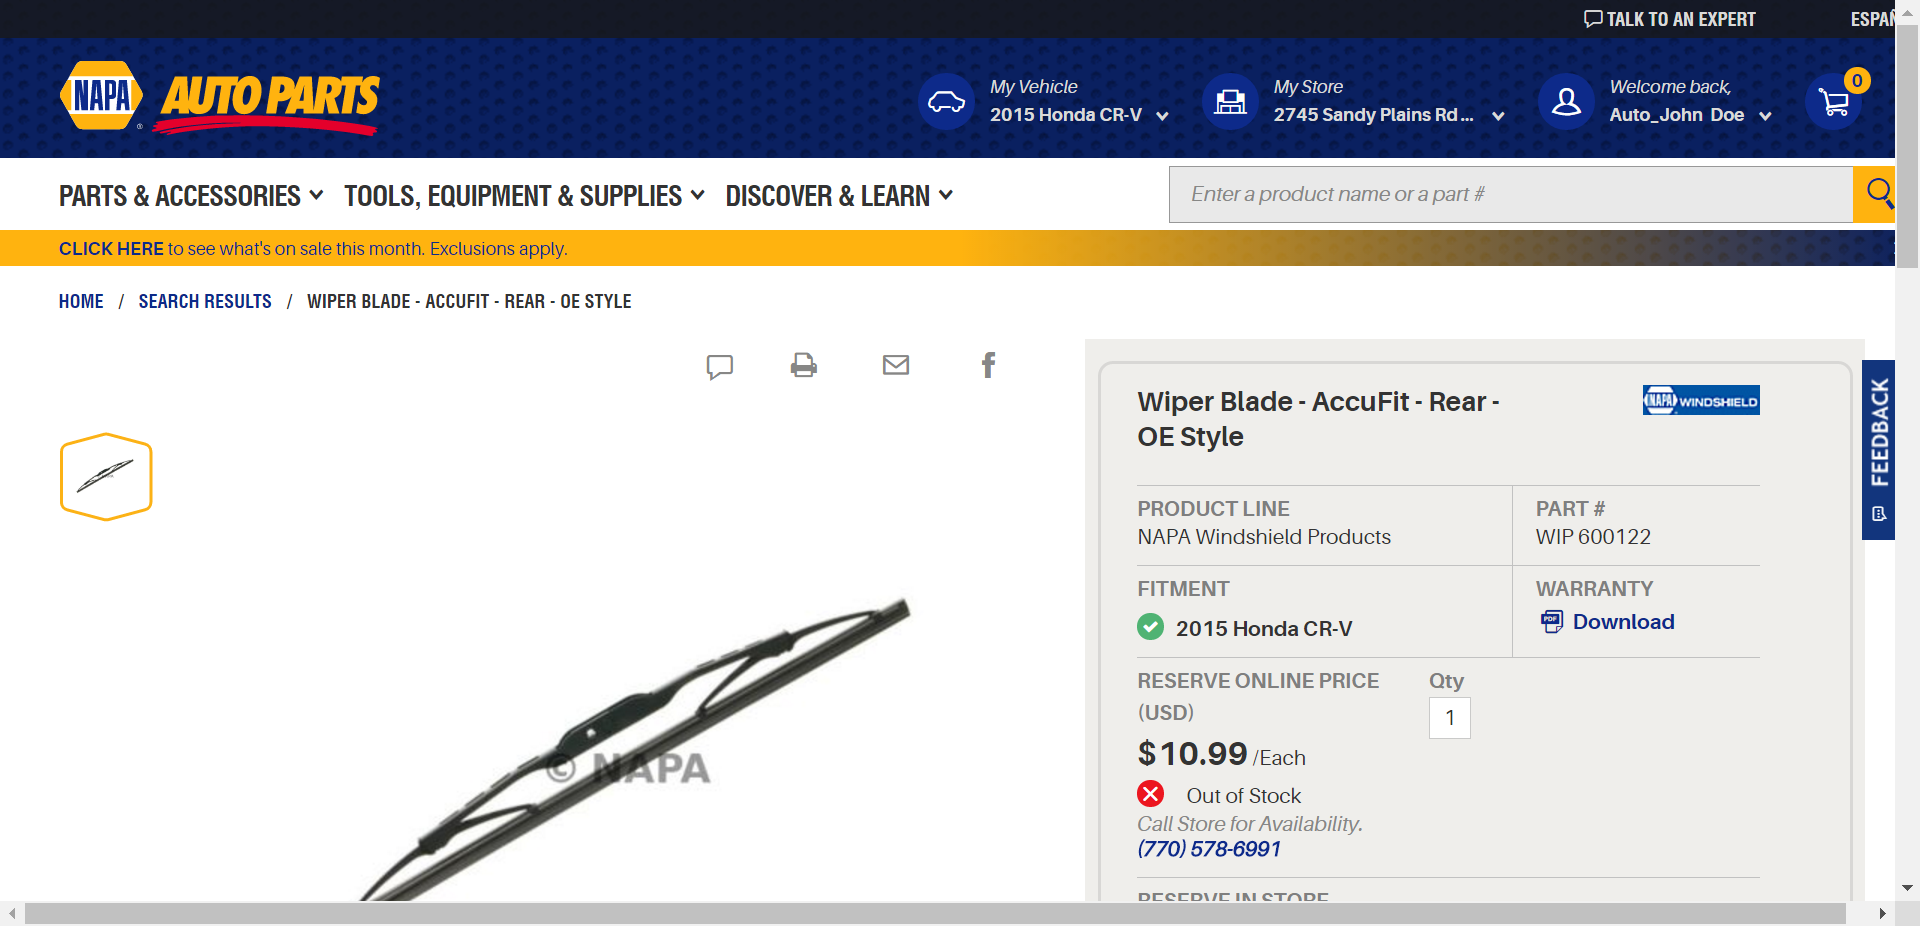 TALK TO AN EXPERT
NAPA AUTO PARTS
My Vehicle
2015 Honda CR-V
My Store
2745 Sandy Plains Rd...
Welcome back,
Auto_John Doe
0
PARTS & ACCESSORIES
TOOLS, EQUIPMENT & SUPPLIES
DISCOVER & LEARN
Enter a product name or a part #
CLICK HERE to see what's on sale this month. Exclusions apply.
HOME / SEARCH RESULTS / WIPER BLADE - ACCUFIT - REAR - OE STYLE
Wiper Blade - AccuFit - Rear -
OE Style
NAPA WINDSHIELD
FEEDBACK
PRODUCT LINE
NAPA Windshield Products
PART #
WIP 600122
FITMENT
2015 Honda CR-V
WARRANTY
PDF Download
RESERVE ONLINE PRICE
(USD)
Qty
1
$10.99 /Each
Out of Stock
Call Store for Availability.
(770) 578-6991
RESERVE IN STORE
© NAPA